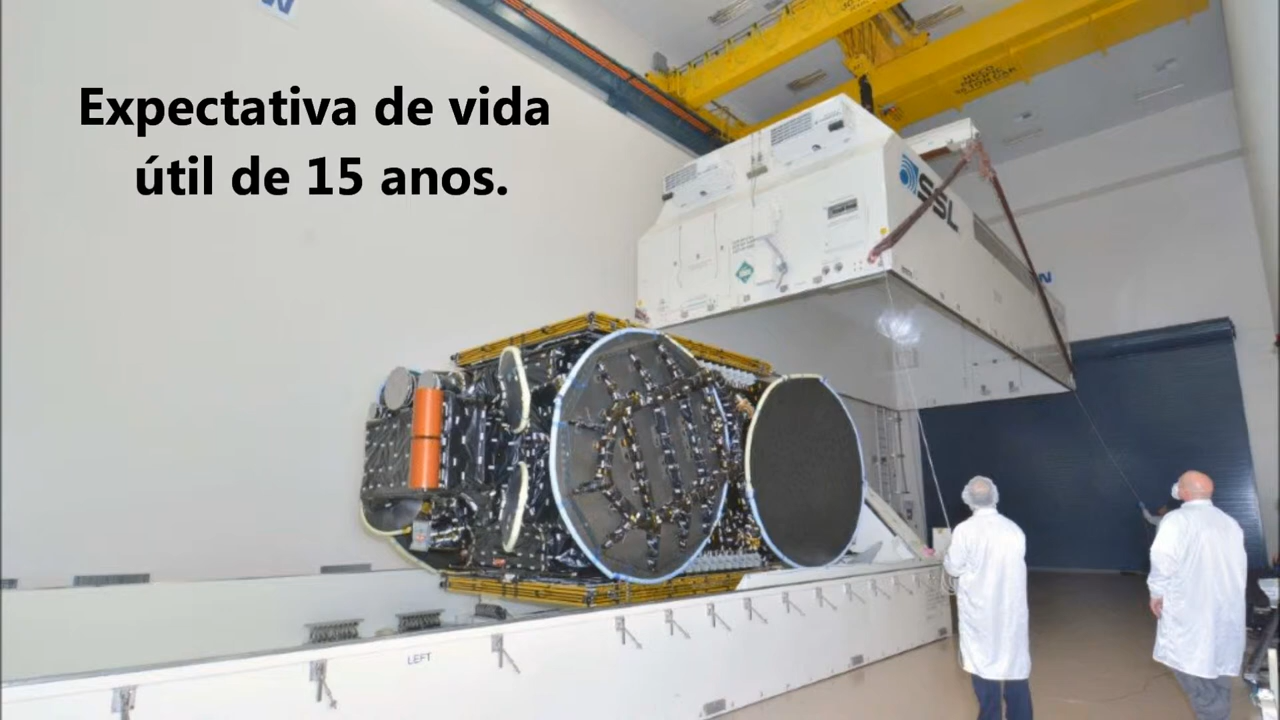 Expectativa de vida
útil de 15 anos.
SSL
LEFT